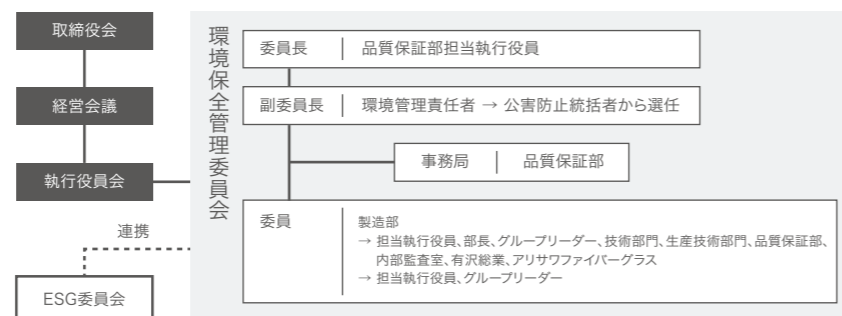 取締役会
経営会議
執行役員会
連携
ESG委員会
環境保全管理委員会
委員長 | 品質保証部担当執行役員
副委員長 | 環境管理責任者 → 公害防止統括者から選任
事務局 | 品質保証部
委員
製造部
→ 担当執行役員、部長、グループリーダー、技術部門、生産技術部門、品質保証部、
内部監査室、有沢総業、アリサワファイバーグラス
→ 担当執行役員、グループリーダー